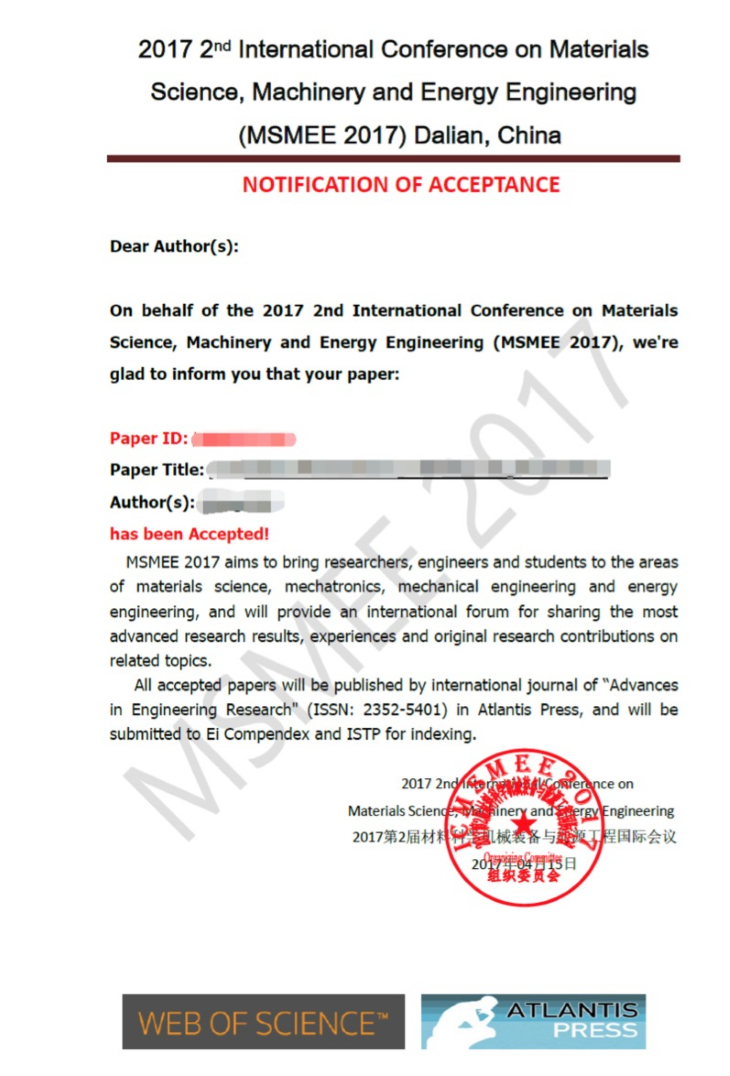 2017 2nd International Conference on Materials
Science, Machinery and Energy Engineering
(MSMEE 2017) Dalian, China
NOTIFICATION OF ACCEPTANCE
Dear Author(s):
On behalf of the 2017 2nd International Conference on Materials
Science, Machinery and Energy Engineering (MSMEE 2017), we're
glad to inform you that your paper:
Paper ID:
Paper Title:
Author(s):
has been Accepted!
MSMEE 2017 aims to bring researchers, engineers and students to the areas
of materials science, mechatronics, mechanical engineering and energy
engineering, and will provide an international forum for sharing the most
advanced research results, experiences and original research contributions on
related topics.
All accepted papers will be published by international journal of “Advances
in Engineering Research" (ISSN: 2352-5401) in Atlantis Press, and will be
submitted to Ei Compendex and ISTP for indexing.
2017 2nd International Conference on
Materials Science, Machinery and Energy Engineering
2017第2届材料科学机械装备与能源工程国际会议
2017年04月15日
ICMSMEE2017
Organizing Committee
组织委员会
MSMEE 2017
WEB OF SCIENCE™
ATLANTIS
PRESS